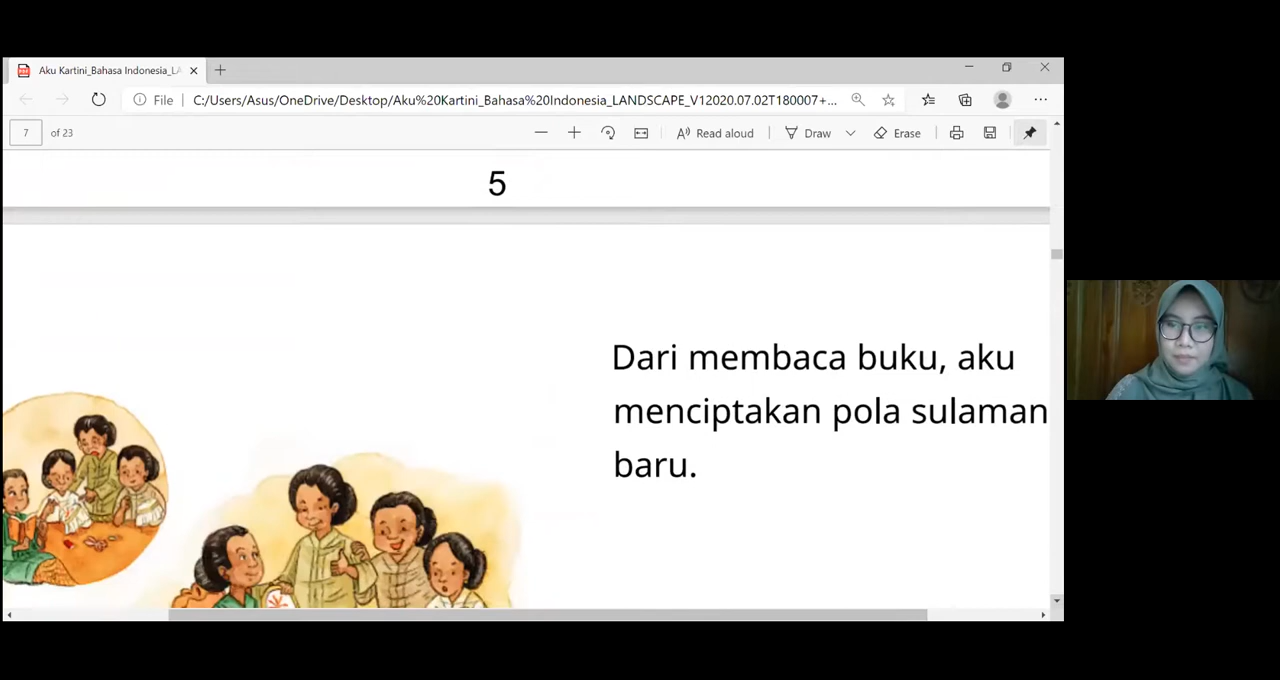 Aku Kartini_Bahasa Indonesia_LA
File
C:/Users/Asus/OneDrive/Desktop/Aku%20Kartini_Bahasa%20Indonesia_LANDSCAPE_V12020.07.02T180007+...
7 of 23
Read aloud
Draw
Erase
5
Dari membaca buku, aku
menciptakan pola sulaman
baru.